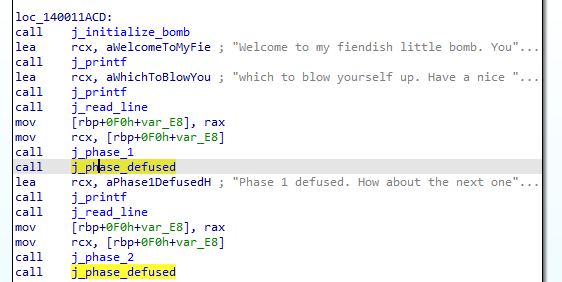 loc_140011ACD:
call j_initialize_bomb
lea rcx, aWelcomeToMyFie ; "Welcome to my fiendish little bomb. You"...
call j_printf
lea rcx, aWhichToBlowYou ; "which to blow yourself up. Have a nice "...
call j_printf
call j_read_line
mov [rbp+0F0h+var_E8], rax
mov rcx, [rbp+0F0h+var_E8]
call j_phase_1
call j_phase_defused
lea rcx, aPhase1DefusedH ; "Phase 1 defused. How about the next one"...
call j_printf
call j_read_line
mov [rbp+0F0h+var_E8], rax
mov rcx, [rbp+0F0h+var_E8]
call j_phase_2
call j_phase_defused